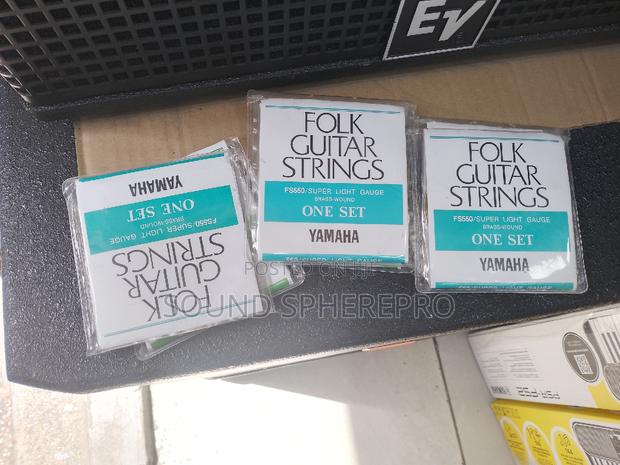 EV
FOLK
GUITAR
STRINGS
FS550/SUPER LIGHT GAUGE
BRASS-WOUND
ONE SET
YAMAHA
FOLK
GUITAR
STRINGS
FS550/SUPER LIGHT GAUGE
BRASS-WOUND
ONE SET
YAMAHA
FOLK
GUITAR
STRINGS
FS550/SUPER LIGHT GAUGE
BRASS-WOUND
ONE SET
YAMAHA
POSTED ON
SOUND SPHEREPRO